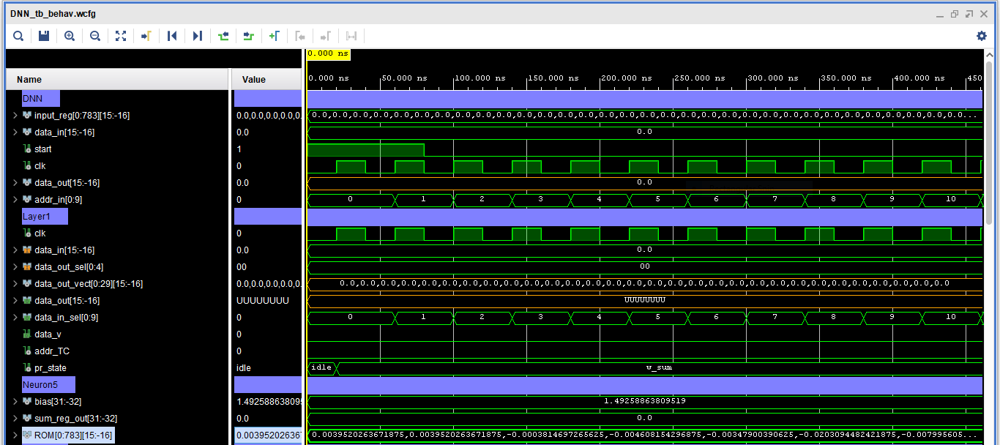 DNN_tb_behav.wcfg
0.000 ns
Name Value
0.000 ns 50.000 ns 100.000 ns 150.000 ns 200.000 ns 250.000 ns 300.000 ns 350.000 ns 400.000 ns 450
DNN
input_reg[0:783][15:-16] 0.0,0.0,0.0,0.0,0. 0.0,0.0,0.0,0.0,0.0,0.0,0.0,0.0,0.0,0.0,0.0,0.0,0.0,0.0,0.0,0.0,0.0,0.0,0.0,0.0,0.0,0.0,0.0,0.0,0.0,0.0,0.0,0.0,0.0,0.0,0.0,0.0...
data_in[15:-16] 0.0 0.0
start 1
clk 0
data_out[15:-16] 0.0 0.0
addr_in[0:9] 0 0 1 2 3 4 5 6 7 8 9 10
Layer1
clk 0
data_in[15:-16] 0.0 0.0
data_out_sel[0:4] 00 00
data_out_vect[0:29][15:-16] 0.0,0.0,0.0,0.0,0. 0.0,0.0,0.0,0.0,0.0,0.0,0.0,0.0,0.0,0.0,0.0,0.0,0.0,0.0,0.0,0.0,0.0,0.0,0.0,0.0,0.0,0.0,0.0,0.0,0.0,0.0,0.0,0.0,0.0,0.0
data_out[15:-16] UUUUUUUU UUUUUUUU
data_in_sel[0:9] 0 0 1 2 3 4 5 6 7 8 9 10
data_v 0
addr_TC 0
pr_state idle idle w_sum
Neuron5
bias[31:-32] 1.49258863809 1.49258863809519
sum_reg_out[31:-32] 0.0 0.0
ROM[0:783][15:-16] 0.003952026367 0.0039520263671875,0.0039520263671875,-0.0003814697265625,-0.004608154296875,-0.00347900390625,-0.0203094482421875,-0.007995605...